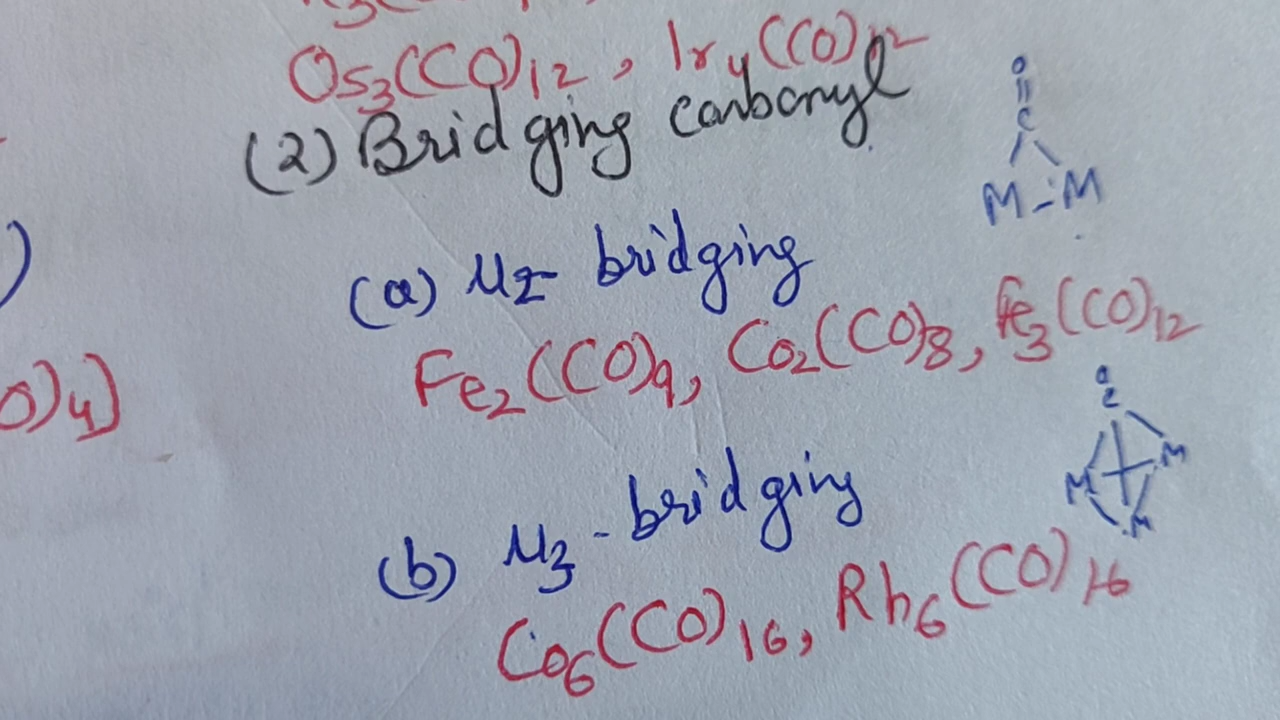 Os3(CO)12, Ir4(CO)12
(2) Bridging carbonyl
O
C
M - M
(a) μ2- bridging
Fe2(CO)9, Co2(CO)8, Fe3(CO)12
O
C
M M
M
O)4]
(b) μ3 - bridging
Co6(CO)16, Rh6(CO)16